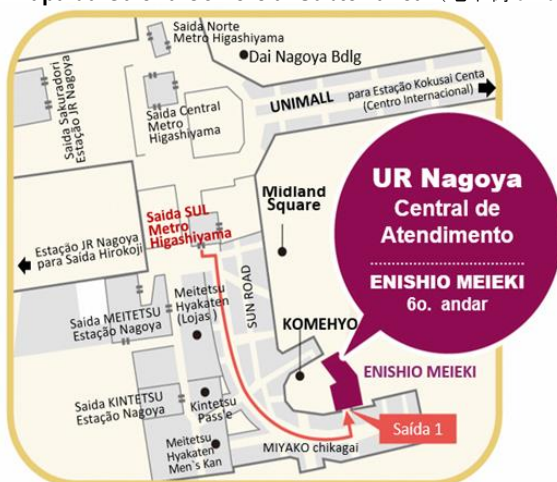 Saida Norte
Metro Higashiyama
Dai Nagoya Bdlg
Saida Sakuradori
Estação JR Nagoya
Saida Central
Metro
Higashiyama
UNIMALL
para Estação Kokusai Centa
(Centro Internacional)
UR Nagoya
Central de
Atendimento
ENISHIO MEIEKI
6o. andar
Midland
Square
Saida SUL
Metro
Higashiyama
Estação JR Nagoya
para Saída Hirokoji
SUN ROAD
Meitetsu
Hyakaten
(Lojas )
Saida MEITETSU
Estação Nagoya
KOMEHYO
ENISHIO MEIEKI
Saida KINTETSU
Estação Nagoya
Kintetsu
Pass'e
Saída 1
Meitetsu
Hyakaten
Men`s Kan
MIYAKO chikagai